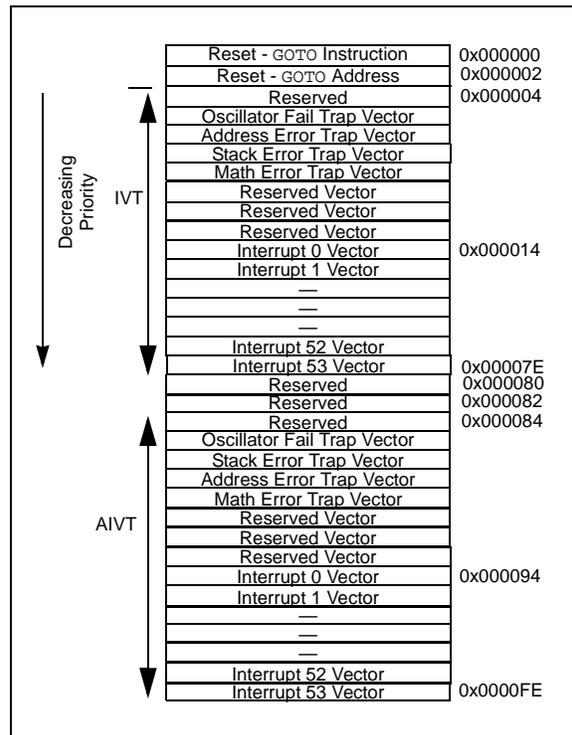 Reset - GOTO Instruction 0x000000
Reset - GOTO Address 0x000002
Reserved 0x000004
Oscillator Fail Trap Vector
Address Error Trap Vector
Stack Error Trap Vector
Math Error Trap Vector
Reserved Vector
Reserved Vector
Reserved Vector
Interrupt 0 Vector 0x000014
Interrupt 1 Vector
—
—
—
Interrupt 52 Vector
Interrupt 53 Vector 0x00007E
Reserved 0x000080
Reserved 0x000082
Reserved 0x000084
Oscillator Fail Trap Vector
Stack Error Trap Vector
Address Error Trap Vector
Math Error Trap Vector
Reserved Vector
Reserved Vector
Reserved Vector
Interrupt 0 Vector 0x000094
Interrupt 1 Vector
—
—
—
Interrupt 52 Vector
Interrupt 53 Vector 0x0000FE
Decreasing
Priority
IVT
AIVT